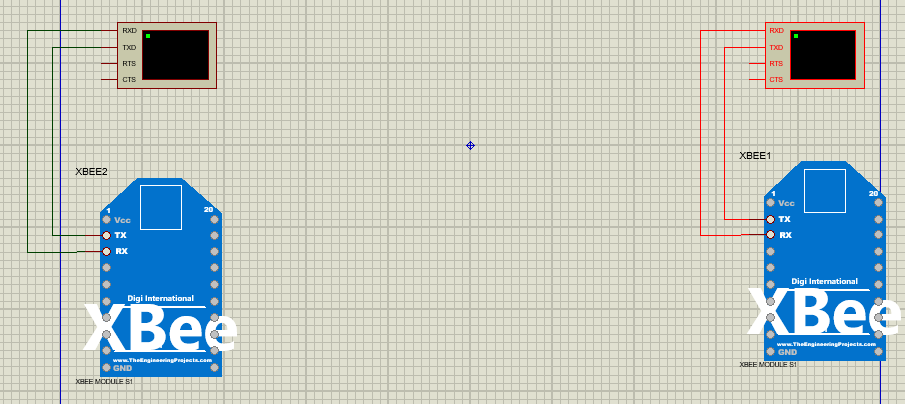 RXD
TXD
RTS
CTS
RXD
TXD
RTS
CTS
XBEE2
1
20
Vcc
TX
RX
Digi International
XBee
www.TheEngineeringProjects.com
GND
XBEE MODULE S1
XBEE1
1
20
Vcc
TX
RX
Digi International
XBee
www.TheEngineeringProjects.com
GND
XBEE MODULE S1